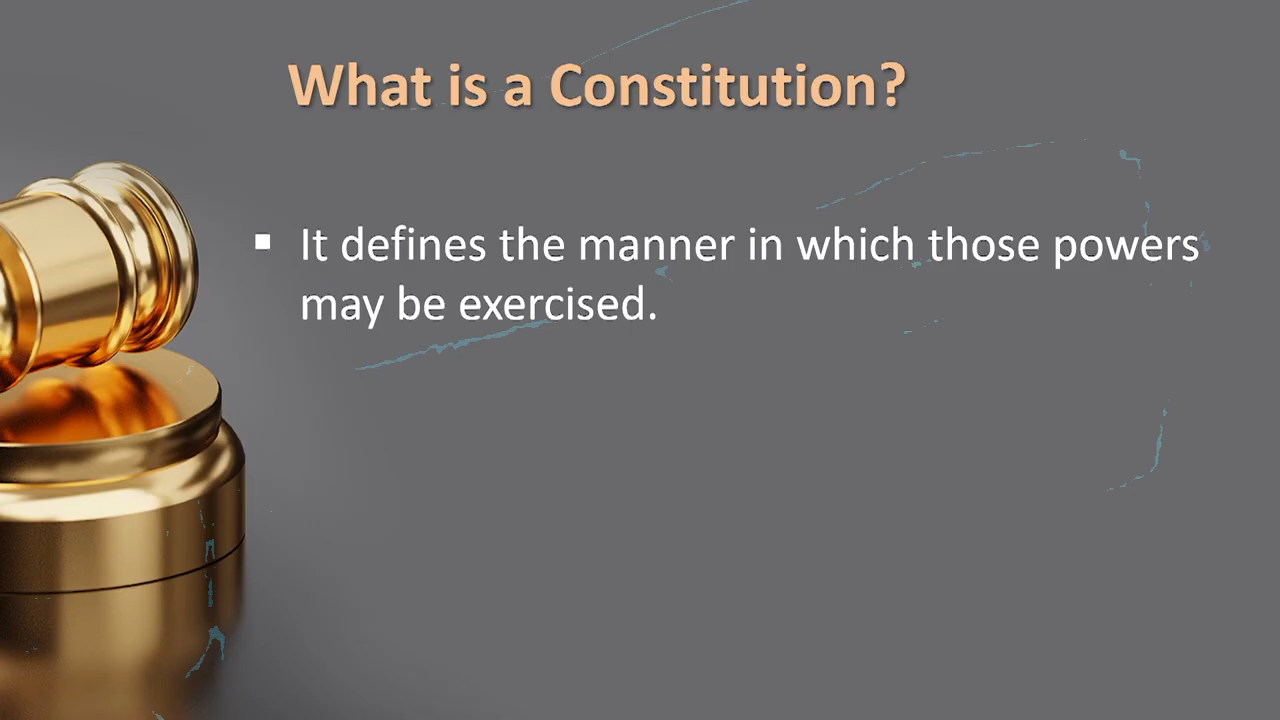 What is a Constitution?
▪ It defines the manner in which those powers
may be exercised.